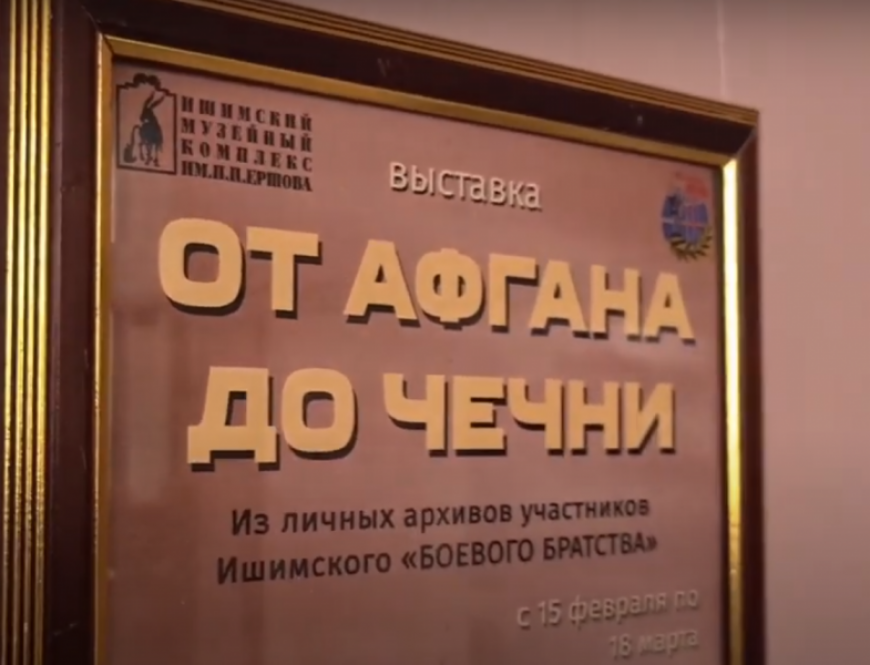 ИШИМСКИЙ
МУЗЕЙНЫЙ
КОМПЛЕКС
ИМ.П.П.ЕРШОВА
выставка
ОТ АФГАНА
ДО ЧЕЧНИ
Из личных архивов участников
Ишимского «БОЕВОГО БРАТСТВА»
с 15 февраля по
18 марта